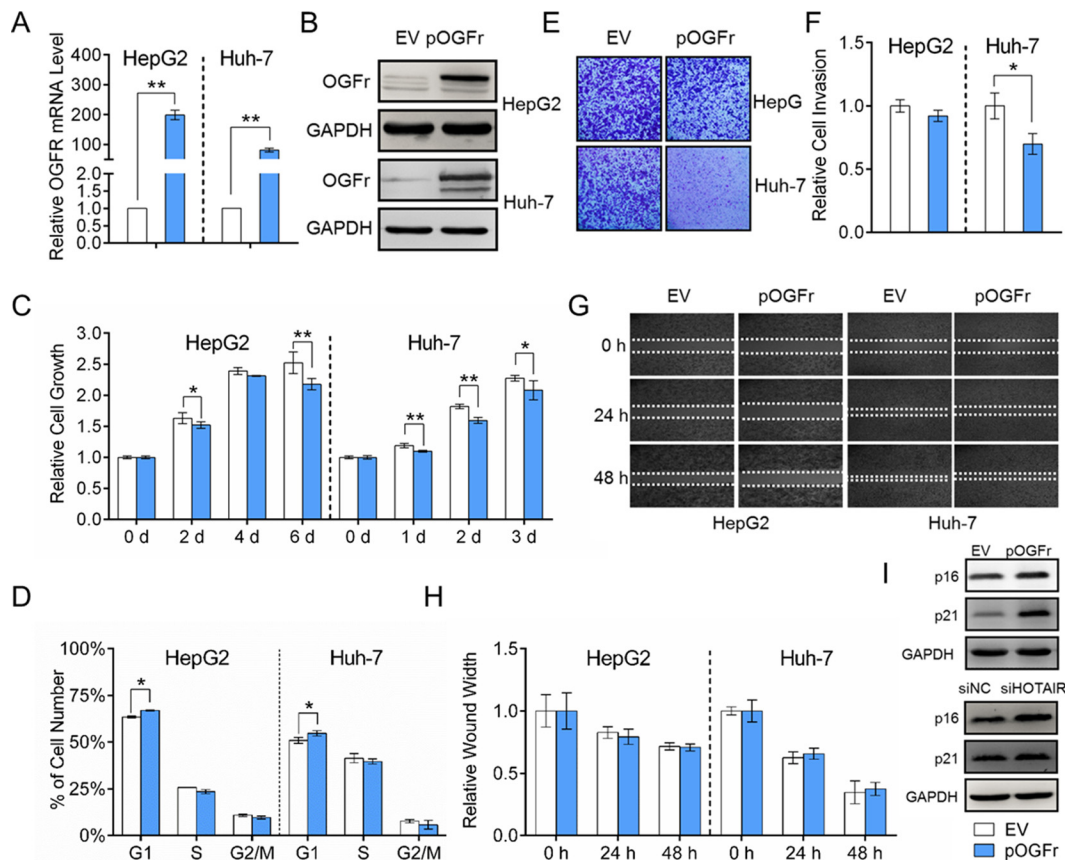 A
HepG2 Huh-7
Relative OGFR mRNA Level
400
300
200
100
2.0
1.5
1.0
0.5
0.0
** **
B
EV pOGFr
OGFr
GAPDH
HepG2
OGFr
GAPDH
Huh-7
E
EV pOGFr
HepG
Huh-7
F
HepG2 Huh-7
Relative Cell Invasion
1.5
1.0
0.5
0.0
*
C
HepG2 Huh-7
Relative Cell Growth
3.0
2.5
2.0
1.5
1.0
0.5
0.0
* ** ** ** *
0 d 2 d 4 d 6 d 0 d 1 d 2 d 3 d
G
EV pOGFr EV pOGFr
0 h
24 h
48 h
HepG2 Huh-7
D
HepG2 Huh-7
% of Cell Number
100%
75%
50%
25%
0%
* *
G1 S G2/M G1 S G2/M
H
HepG2 Huh-7
Relative Wound Width
1.5
1.0
0.5
0.0
0 h 24 h 48 h 0 h 24 h 48 h
I
EV pOGFr
p16
p21
GAPDH
siNC siHOTAIR
p16
p21
GAPDH
EV
pOGFr